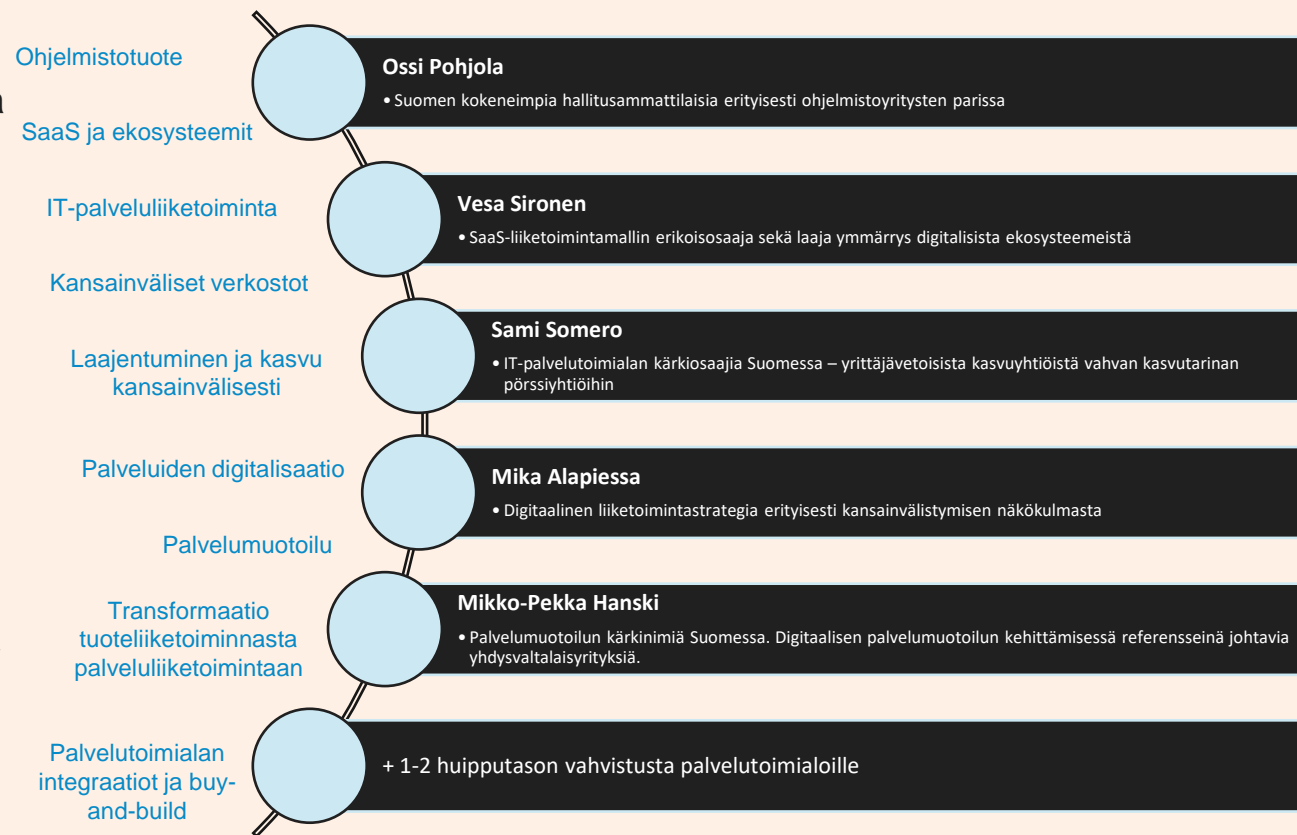 Ohjelmistotuote
SaaS ja ekosysteemit
IT-palveluliiketoiminta
Kansainväliset verkostot
Laajentuminen ja kasvu
kansainvälisesti
Palveluiden digitalisaatio
Palvelumuotoilu
Transformaatio
tuoteliiketoiminnasta
palveluliiketoimintaan
Palvelutoimialan
integraatiot ja buy-
and-build
Ossi Pohjola
• Suomen kokeneimpia hallitusammattilaisia erityisesti ohjelmistoyritysten parissa
Vesa Sironen
• SaaS-liiketoimintamallin erikoisosaaja sekä laaja ymmärrys digitalisista ekosysteemeistä
Sami Somero
• IT-palvelutoimialan kärkiosaajia Suomessa – yrittäjävetoisista kasvuyhtiöistä vahvan kasvutarinan
pörssiyhtiöihin
Mika Alapiessa
• Digitaalinen liiketoimintastrategia erityisesti kansainvälistymisen näkökulmasta
Mikko-Pekka Hanski
• Palvelumuotoilun kärkinimiä Suomessa. Digitaalisen palvelumuotoilun kehittämisessä referensseinä johtavia
yhdysvaltalaisyrityksiä.
+ 1-2 huipputason vahvistusta palvelutoimialoille